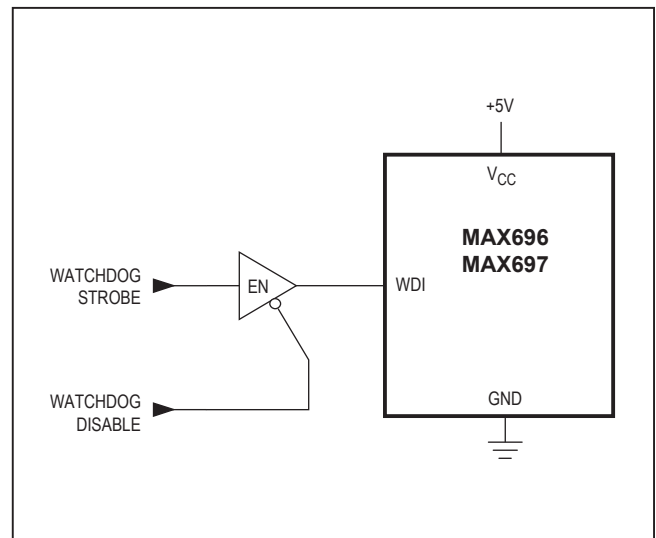 +5V
VCC
MAX696
MAX697
WATCHDOG
STROBE
EN
WDI
WATCHDOG
DISABLE
GND